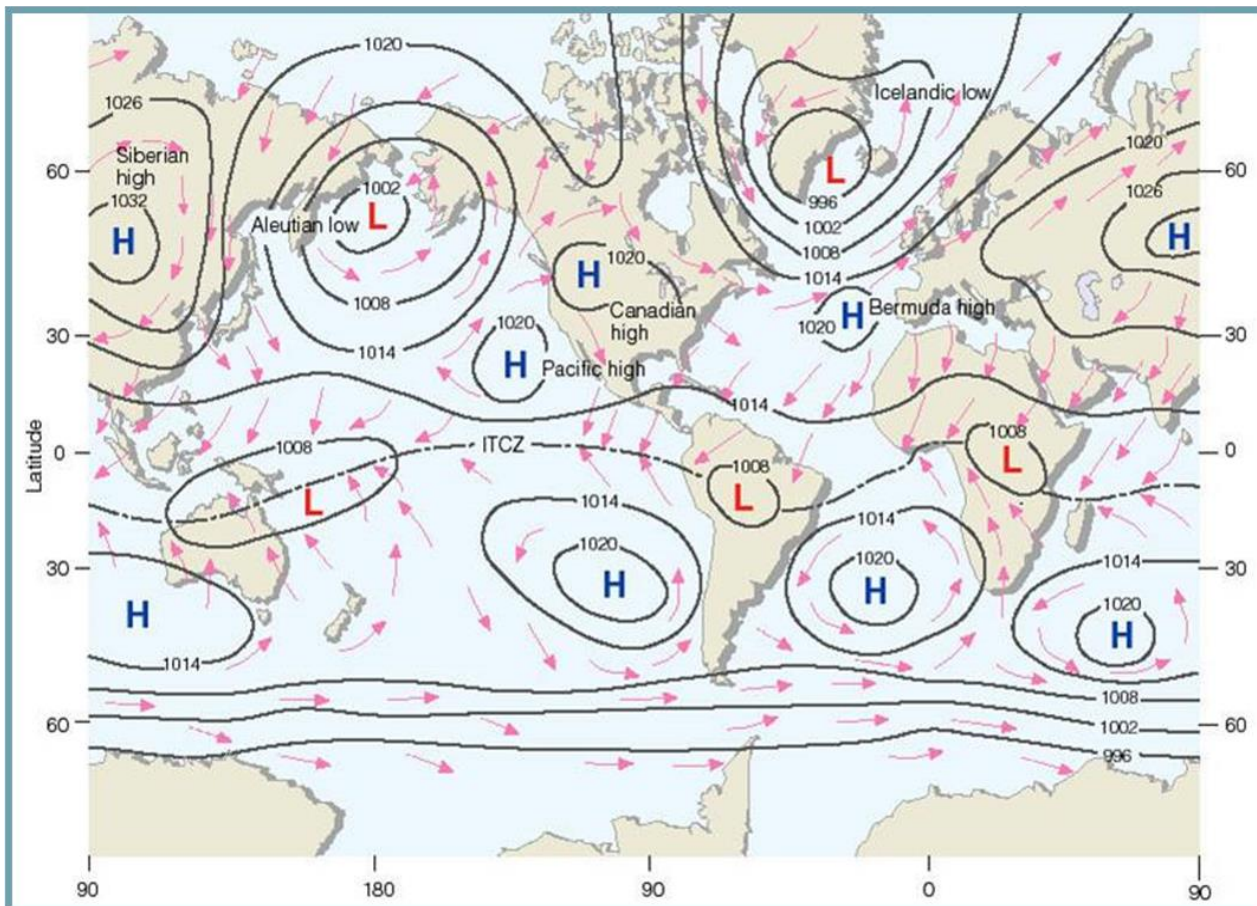 1020
1026
Siberian
high
1032
H
60
Aleutian low
1002
L
1008
1014
Icelandic low
L
996
1002
1008
1014
1020
1026
H
60
H
1020
Canadian
high
1020
H
Pacific high
H
Bermuda high
1020
30
30
1014
Latitude
0
1008
L
ITCZ
1008
L
1008
L
0
30
H
1014
1014
1020
H
1014
1020
H
1014
1020
H
30
60
1008
1002
996
60
90
180
90
0
90